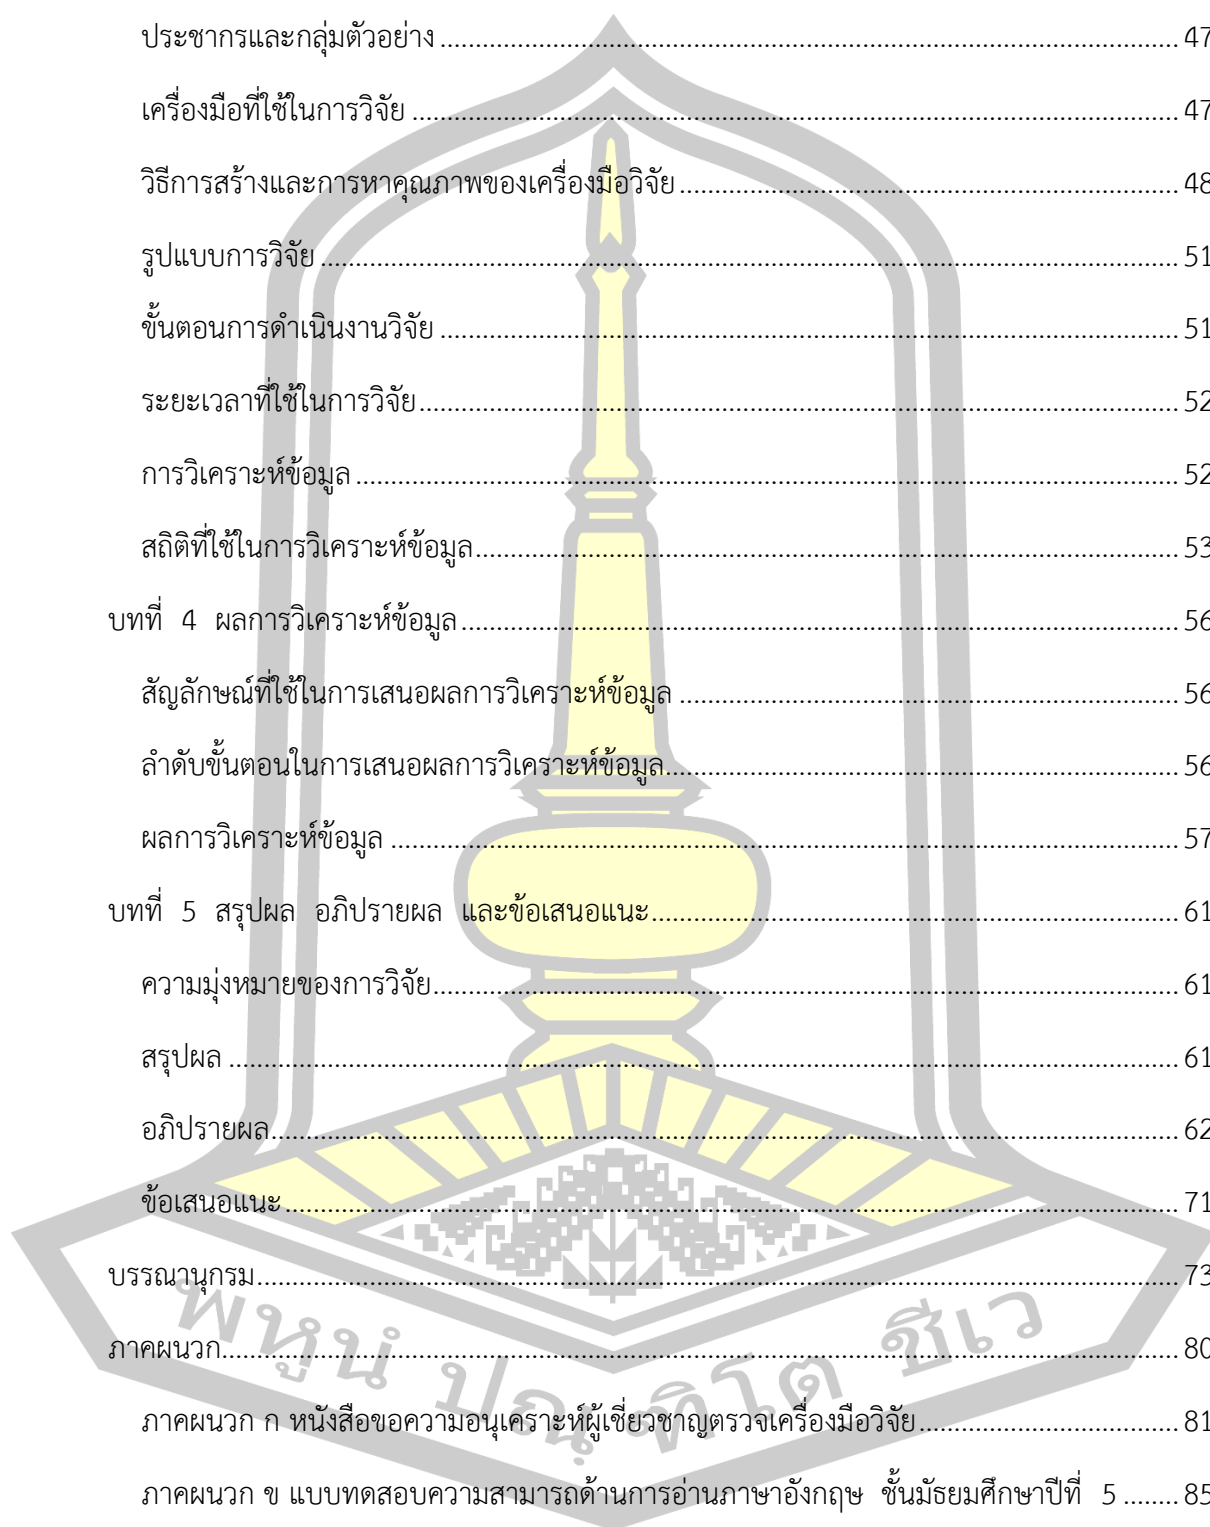 ประชากรและกลุ่มตัวอย่าง ........ 47
เครื่องมือที่ใช้ในการวิจัย ........ 47
วิธีการสร้างและการหาคุณภาพของเครื่องมือวิจัย ........ 48
รูปแบบการวิจัย ........ 51
ขั้นตอนการดำเนินงานวิจัย ........ 51
ระยะเวลาที่ใช้ในการวิจัย ........ 52
การวิเคราะห์ข้อมูล ........ 52
สถิติที่ใช้ในการวิเคราะห์ข้อมูล ........ 53
บทที่ 4 ผลการวิเคราะห์ข้อมูล ........ 56
สัญลักษณ์ที่ใช้ในการเสนอผลการวิเคราะห์ข้อมูล ........ 56
ลำดับขั้นตอนในการเสนอผลการวิเคราะห์ข้อมูล ........ 56
ผลการวิเคราะห์ข้อมูล ........ 57
บทที่ 5 สรุปผล อภิปรายผล และข้อเสนอแนะ ........ 61
ความมุ่งหมายของการวิจัย ........ 61
สรุปผล ........ 61
อภิปรายผล ........ 62
ข้อเสนอแนะ ........ 71
บรรณานุกรม ........ 73
ภาคผนวก ........ 80
ภาคผนวก ก หนังสือขอความอนุเคราะห์ผู้เชี่ยวชาญตรวจเครื่องมือวิจัย ........ 81
ภาคผนวก ข แบบทดสอบความสามารถด้านการอ่านภาษาอังกฤษ ชั้นมัธยมศึกษาปีที่ 5 ........ 85
พหูนํ ปณฺฑิโต ชีเว